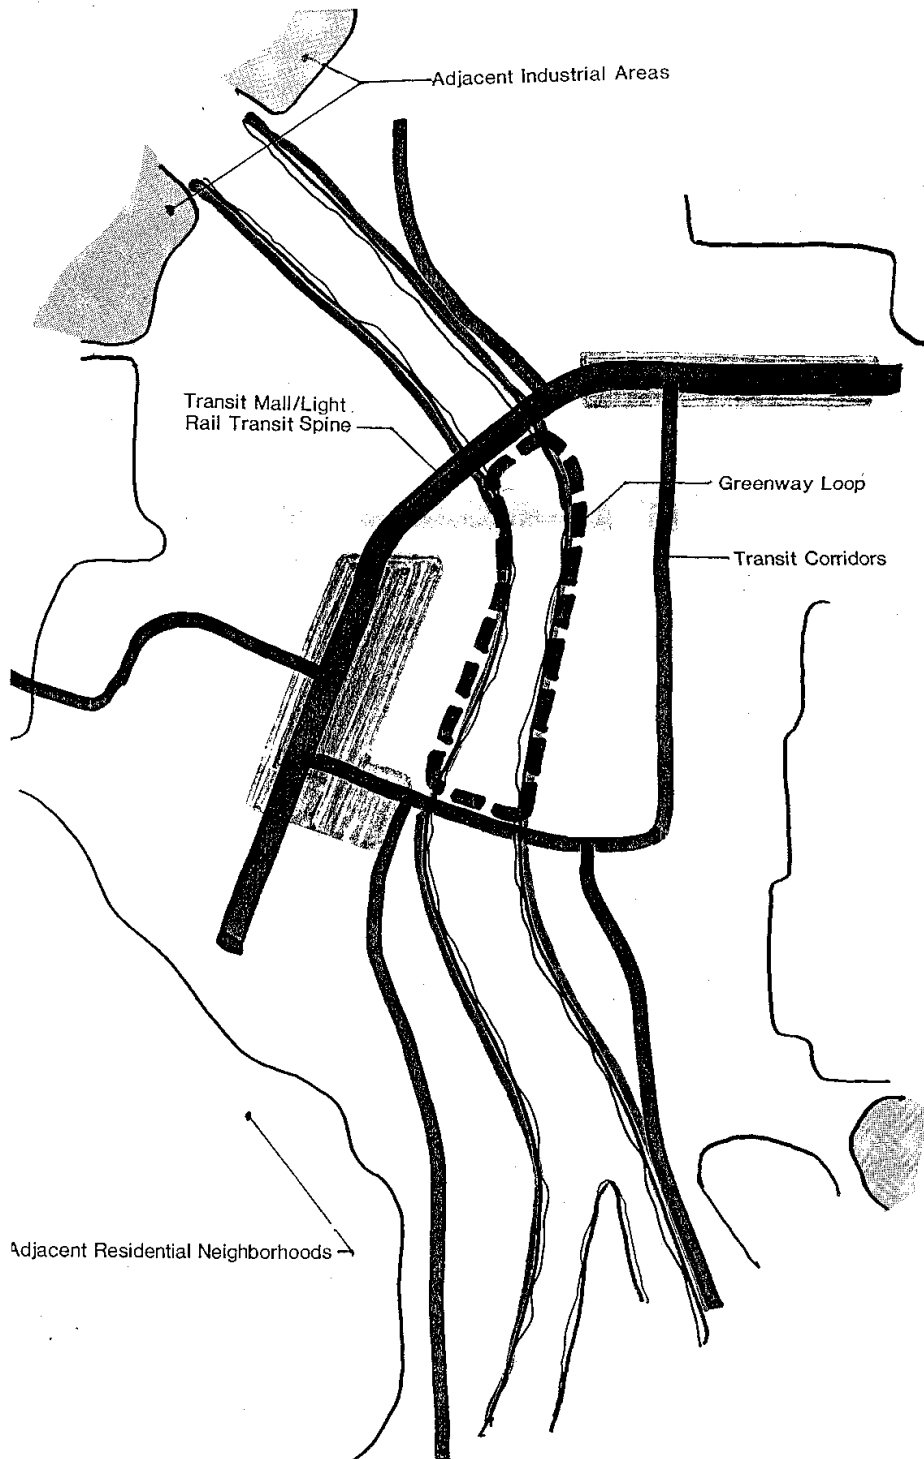 Adjacent Industrial Areas
Transit Mall/Light
Rail Transit Spine
Greenway Loop
Transit Corridors
Adjacent Residential Neighborhoods